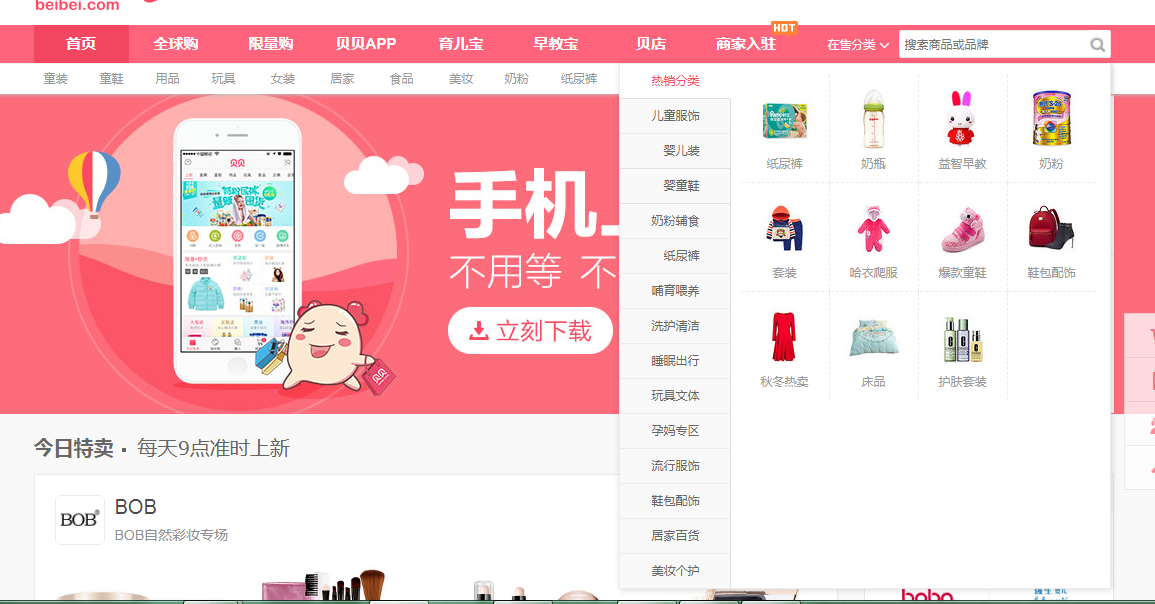 beibei.com
首页 全球购 限量购 贝贝APP 育儿宝 早教宝 贝店 商家入驻 HOT 在售分类 搜索商品或品牌
童装 童鞋 用品 玩具 女装 居家 食品 美妆 奶粉 纸尿裤
热销分类
儿童服饰
婴儿装
婴童鞋
奶粉辅食
纸尿裤
哺育喂养
洗护清洁
睡眠出行
玩具文体
孕妈专区
流行服饰
鞋包配饰
居家百货
美妆个护
Pampers
纸尿裤 奶瓶 益智早教 奶粉
套装 哈衣爬服 爆款童鞋 鞋包配饰
秋冬热卖 床品 护肤套装
贝贝
手机
不用等 不
立刻下载
贝贝
今日特卖 · 每天9点准时上新
BOB
BOB
BOB自然彩妆专场
bobo